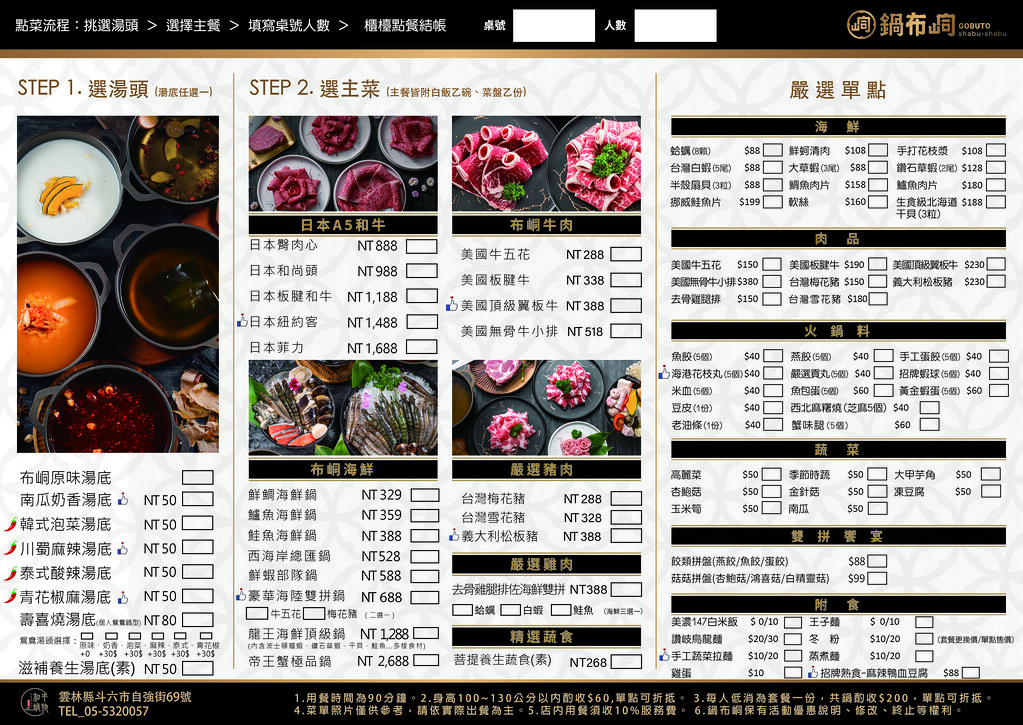 點菜流程：挑選湯頭 > 選擇主餐 > 填寫桌號人數 > 櫃檯點餐結帳
桌號
人數
鍋布峒 GOBUTO shabu-shabu
STEP 1. 選湯頭 (湯底任選一)
布峒原味湯底
南瓜奶香湯底 NT 50
韓式泡菜湯底 NT 50
川蜀麻辣湯底 NT 50
泰式酸辣湯底 NT 50
青花椒麻湯底 NT 50
壽喜燒湯底(個人鴛鴦鍋型) NT 80
鴛鴦湯頭選擇：
原味、奶香、泡菜、麻辣、泰式、青花椒
+0 +30$ +30$ +30$ +30$ +30$
滋補養生湯底(素) NT 50
STEP 2. 選主菜 (主餐皆附白飯乙碗、菜盤乙份)
日本A5和牛
日本臀肉心 NT 888
日本和尚頭 NT 988
日本板腱和牛 NT 1,188
日本紐約客 NT 1,488
日本菲力 NT 1,688
布峒牛肉
美國牛五花 NT 288
美國板腱牛 NT 338
美國頂級翼板牛 NT 388
美國無骨牛小排 NT 518
布峒海鮮
鮮鯛海鮮鍋 NT 329
鱸魚海鮮鍋 NT 359
鮭魚海鮮鍋 NT 388
西海岸總匯鍋 NT528
鮮蝦部隊鍋 NT 588
豪華海陸雙拼鍋 NT 688
牛五花 梅花豬 (二選一)
龍王海鮮頂級鍋 NT 1,288
(內含波士頓龍蝦、鑽石草蝦、干貝、鮭魚...多種食材)
帝王蟹極品鍋 NT 2,688
嚴選豬肉
台灣梅花豬 NT 288
台灣雪花豬 NT 328
義大利松板豬 NT 388
嚴選雞肉
去骨雞腿排佐海鮮雙拼 NT388
蛤蠣 白蝦 鮭魚 (海鮮三選一)
精選蔬食
菩提養生蔬食(素) NT268
嚴選單點
海鮮
蛤蠣(8顆) $88 鮮蚵清肉 $108 手打花枝漿 $108
台灣白蝦(5尾) $88 大草蝦(3尾) $88 鑽石草蝦(2尾) $128
半殼扇貝(3粒) $88 鯛魚肉片 $158 鱸魚肉片 $180
挪威鮭魚片 $199 軟絲 $160 生食級北海道干貝(3粒) $188
肉品
美國牛五花 $150 美國板腱牛 $190 美國頂級翼板牛 $230
美國無骨牛小排 $380 台灣梅花豬 $150 義大利松板豬 $230
去骨雞腿排 $150 台灣雪花豬 $180
火鍋料
魚餃(5個) $40 燕餃(5個) $40 手工蛋餃(5個) $40
海港花枝丸(5個) $40 嚴選貢丸(5個) $40 招牌蝦球(5個) $40
米血(5個) $40 魚包蛋(5個) $60 黃金蝦蛋(5個) $60
豆皮(1份) $40 西北麻糬燒(芝麻5個) $40
老油條(1份) $40 蟹味腿(5個) $60
蔬菜
高麗菜 $50 季節時蔬 $50 大甲芋角 $50
杏鮑菇 $50 金針菇 $50 凍豆腐 $50
玉米筍 $50 南瓜 $50
雙拼饗宴
餃類拼盤(燕餃/魚餃/蛋餃) $88
菇菇拼盤(杏鮑菇/鴻喜菇/白精靈菇) $99
附食
美濃147白米飯 $ 0/10 王子麵 $ 0/10
讚岐烏龍麵 $20/30 冬粉 $10/20 (套餐更換價/單點售價)
手工蔬菜拉麵 $10/20 蒸煮麵 $10/20
雞蛋 $10 招牌熟食-麻辣鴨血豆腐 $88
雲林縣斗六市自強街69號
TEL_05-5320057
1.用餐時間為90分鐘。2.身高100~130公分以內酌收$60,單點可折抵。 3.每人低消為套餐一份，共鍋酌收$200，單點可折抵。
4.菜單照片僅供參考，請依實際出餐為主。5.店內用餐須收10%服務費。 6.鍋布峒保有活動優惠說明、修改、終止等權利。